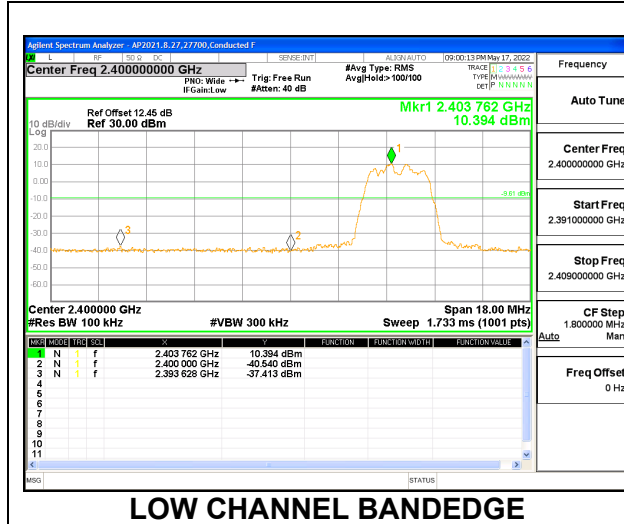 Agilent Spectrum Analyzer - AP2021.8.27,27700,Conducted F
L RF 50 Ω DC SENSE:INT ALIGNAUTO 09:00:13 PM May 17, 2022
Center Freq 2.400000000 GHz
PNO: Wide
IFGain:Low
Trig: Free Run
#Atten: 40 dB
#Avg Type: RMS
Avg|Hold:> 100/100
TRACE 1 2 3 4 5 6
TYPE M
DET P N N N N N
Ref Offset 12.45 dB
10 dB/div Ref 30.00 dBm
Log
Mkr1 2.403 762 GHz
10.394 dBm
20.0
10.0
0.00
-10.0
-20.0
-30.0
-40.0
-50.0
-60.0
1
2
3
-9.61 dBm
Center 2.400000 GHz Span 18.00 MHz
#Res BW 100 kHz #VBW 300 kHz Sweep 1.733 ms (1001 pts)
MKR MODE TRC SCL X Y FUNCTION FUNCTION WIDTH FUNCTION VALUE
1 N 1 f 2.403 762 GHz 10.394 dBm
2 N 1 f 2.400 000 GHz -40.540 dBm
3 N 1 f 2.393 628 GHz -37.413 dBm
4
5
6
7
8
9
10
11
MSG STATUS
Frequency
Auto Tune
Center Freq
2.400000000 GHz
Start Freq
2.391000000 GHz
Stop Freq
2.409000000 GHz
CF Step
1.800000 MHz
Auto Man
Freq Offset
0 Hz
LOW CHANNEL BANDEDGE